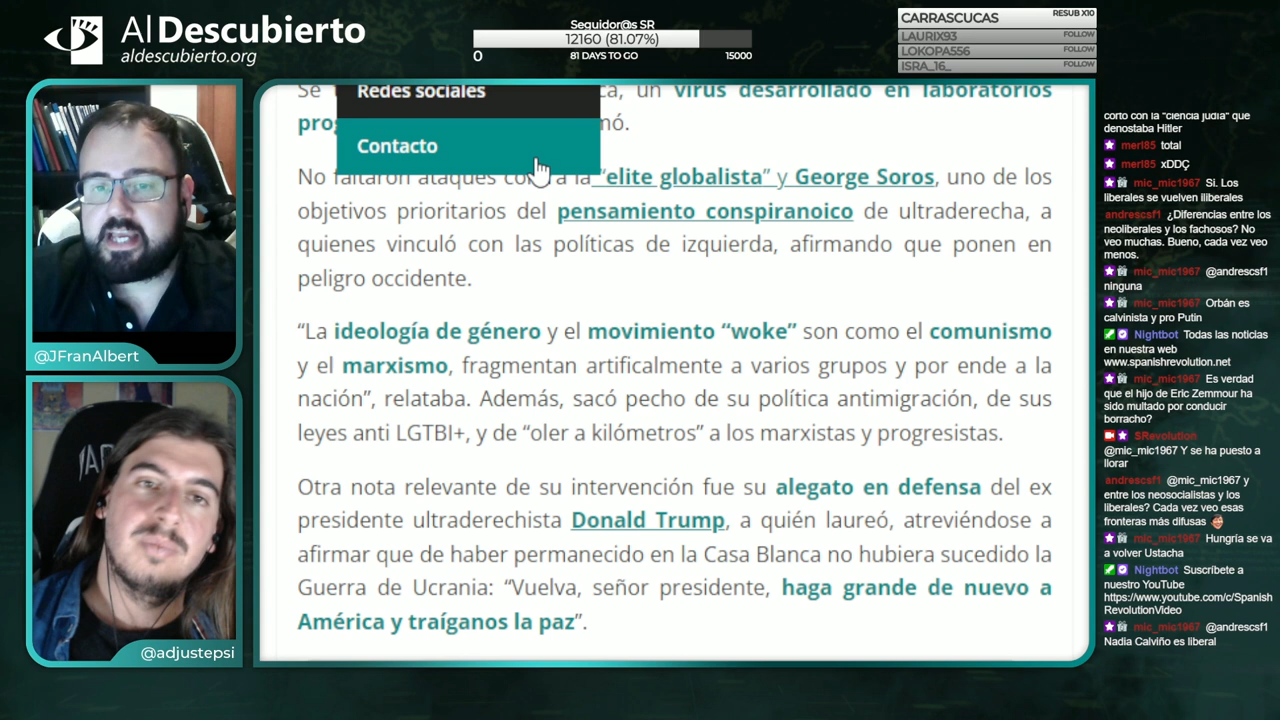 Al Descubierto
aldescubierto.org
Seguidor@s SR
12160 (81.07%)
0
81 DAYS TO GO
15000
CARRASCUCAS
RESUB X10
LAURIX93
FOLLOW
LOKOPA556
FOLLOW
ISRA_16_
FOLLOW
@JFranAlbert
@adjustepsi
Redes sociales
Contacto
Se
un virus desarrollado en laboratorios
No faltaron ataques contra la "elite globalista" y George Soros, uno de los
objetivos prioritarios del pensamiento conspiranoico de ultraderecha, a
quienes vinculó con las políticas de izquierda, afirmando que ponen en
peligro occidente.
“La ideología de género y el movimiento “woke” son como el comunismo
y el marxismo, fragmentan artificalmente a varios grupos y por ende a la
nación”, relataba. Además, sacó pecho de su política antimigración, de sus
leyes anti LGTBI+, y de “oler a kilómetros” a los marxistas y progresistas.
Otra nota relevante de su intervención fue su alegato en defensa del ex
presidente ultraderechista Donald Trump, a quién laureó, atreviéndose a
afirmar que de haber permanecido en la Casa Blanca no hubiera sucedido la
Guerra de Ucrania: “Vuelva, señor presidente, haga grande de nuevo a
América y traíganos la paz”.
corto con la "ciencia judía" que
denostaba Hitler
merl85 total
merl85 xDDÇ
mic_mic1967 Si. Los
liberales se vuelven iliberales
andrescsf1 ¿Diferencias entre los
neoliberales y los fachosos? No
veo muchas. Bueno, cada vez veo
menos.
mic_mic1967 @andrescsf1
ninguna
mic_mic1967 Orbán es
calvinista y pro Putin
Nightbot Todas las noticias
en nuestra web
www.spanishrevolution.net
mic_mic1967 Es verdad
que el hijo de Eric Zemmour ha
sido multado por conducir
borracho?
SRevolution
@mic_mic1967 Y se ha puesto a
llorar
andrescsf1 @mic_mic1967 y
entre los neosocialistas y los
liberales? Cada vez veo esas
fronteras más difusas
mic_mic1967 Hungría se va
a volver Ustacha
Nightbot Suscríbete a
nuestro YouTube
https://www.youtube.com/c/Spanish
RevolutionVideo
mic_mic1967 @andrescsf1
Nadia Calviño es liberal